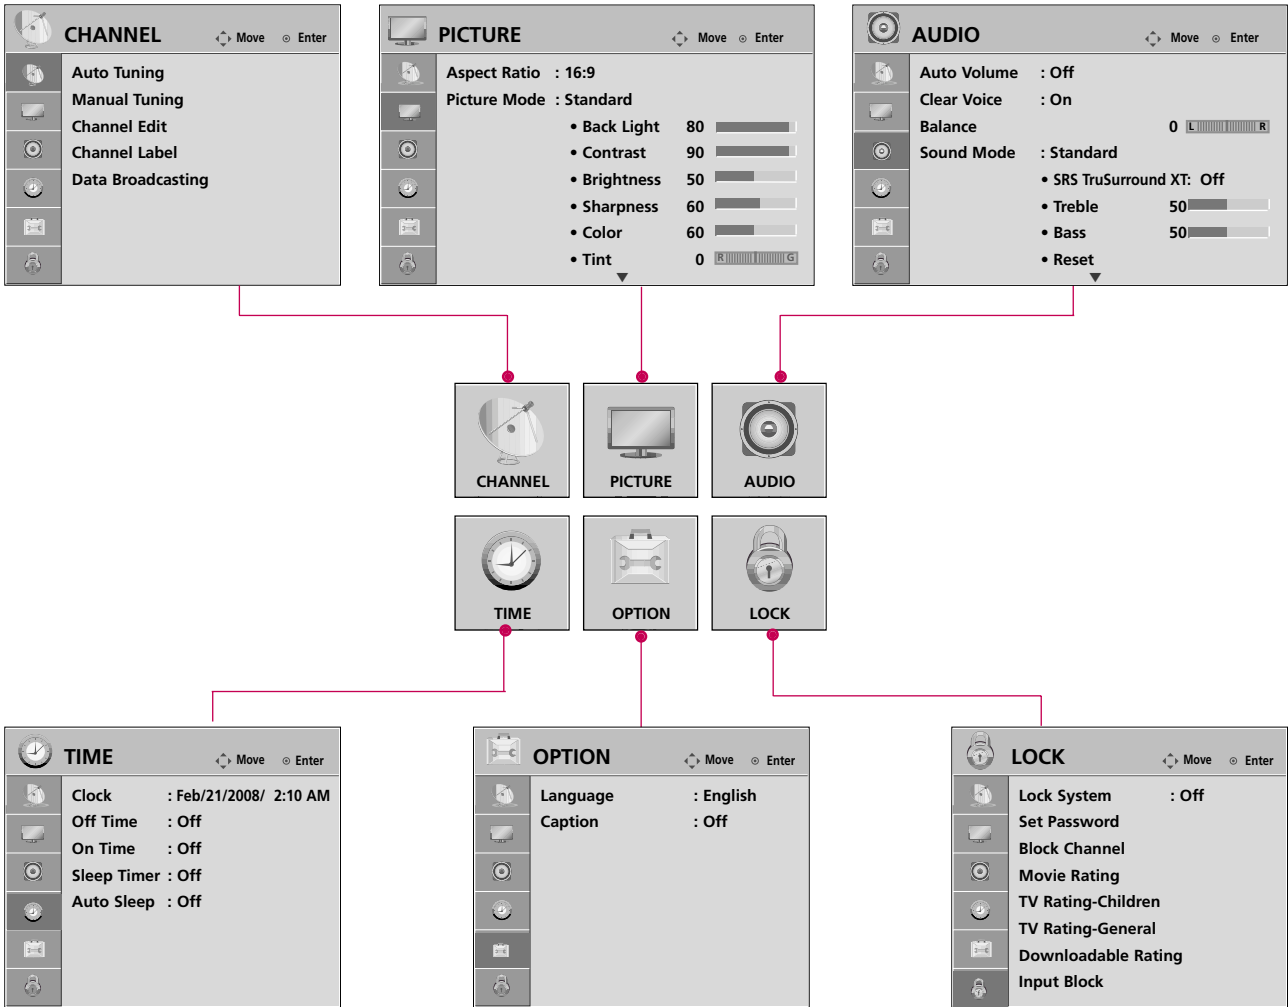 CHANNEL
Move Enter
Auto Tuning
Manual Tuning
Channel Edit
Channel Label
Data Broadcasting
PICTURE
Move Enter
Aspect Ratio : 16:9
Picture Mode : Standard
• Back Light 80
• Contrast 90
• Brightness 50
• Sharpness 60
• Color 60
• Tint 0 R G
AUDIO
Move Enter
Auto Volume : Off
Clear Voice : On
Balance 0 L R
Sound Mode : Standard
• SRS TruSurround XT: Off
• Treble 50
• Bass 50
• Reset
CHANNEL
PICTURE
AUDIO
TIME
OPTION
LOCK
TIME
Move Enter
Clock : Feb/21/2008/ 2:10 AM
Off Time : Off
On Time : Off
Sleep Timer : Off
Auto Sleep : Off
OPTION
Move Enter
Language : English
Caption : Off
LOCK
Move Enter
Lock System : Off
Set Password
Block Channel
Movie Rating
TV Rating-Children
TV Rating-General
Downloadable Rating
Input Block